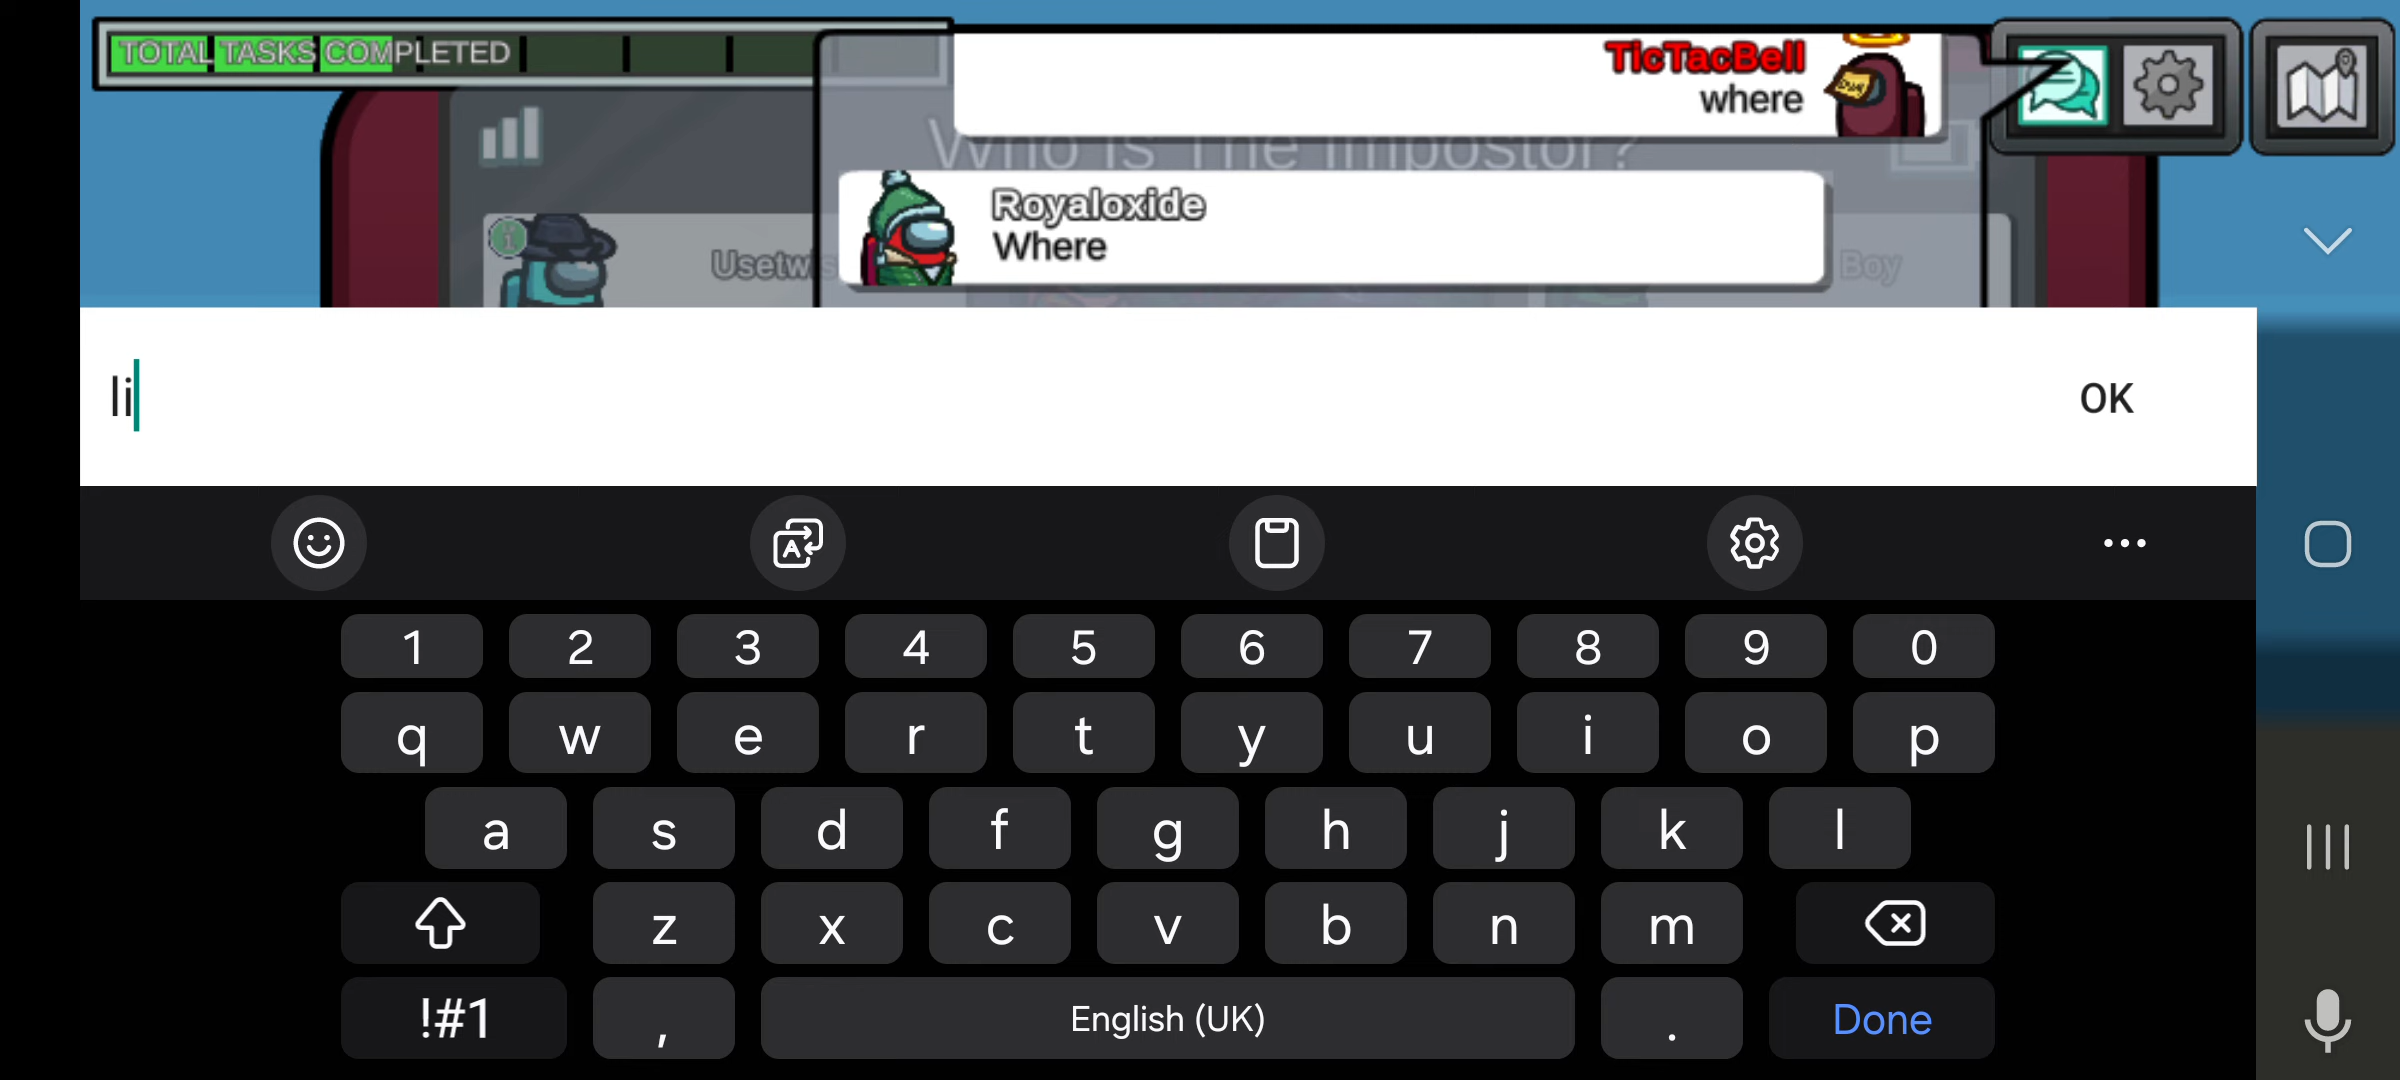 TOTAL TASKS COMPLETED
TicTacBell
where
Who Is The Impostor?
Royaloxide
Where
Boy
li
OK
1 2 3 4 5 6 7 8 9 0
q w e r t y u i o p
a s d f g h j k l
z x c v b n m
!#1 , English (UK) . Done